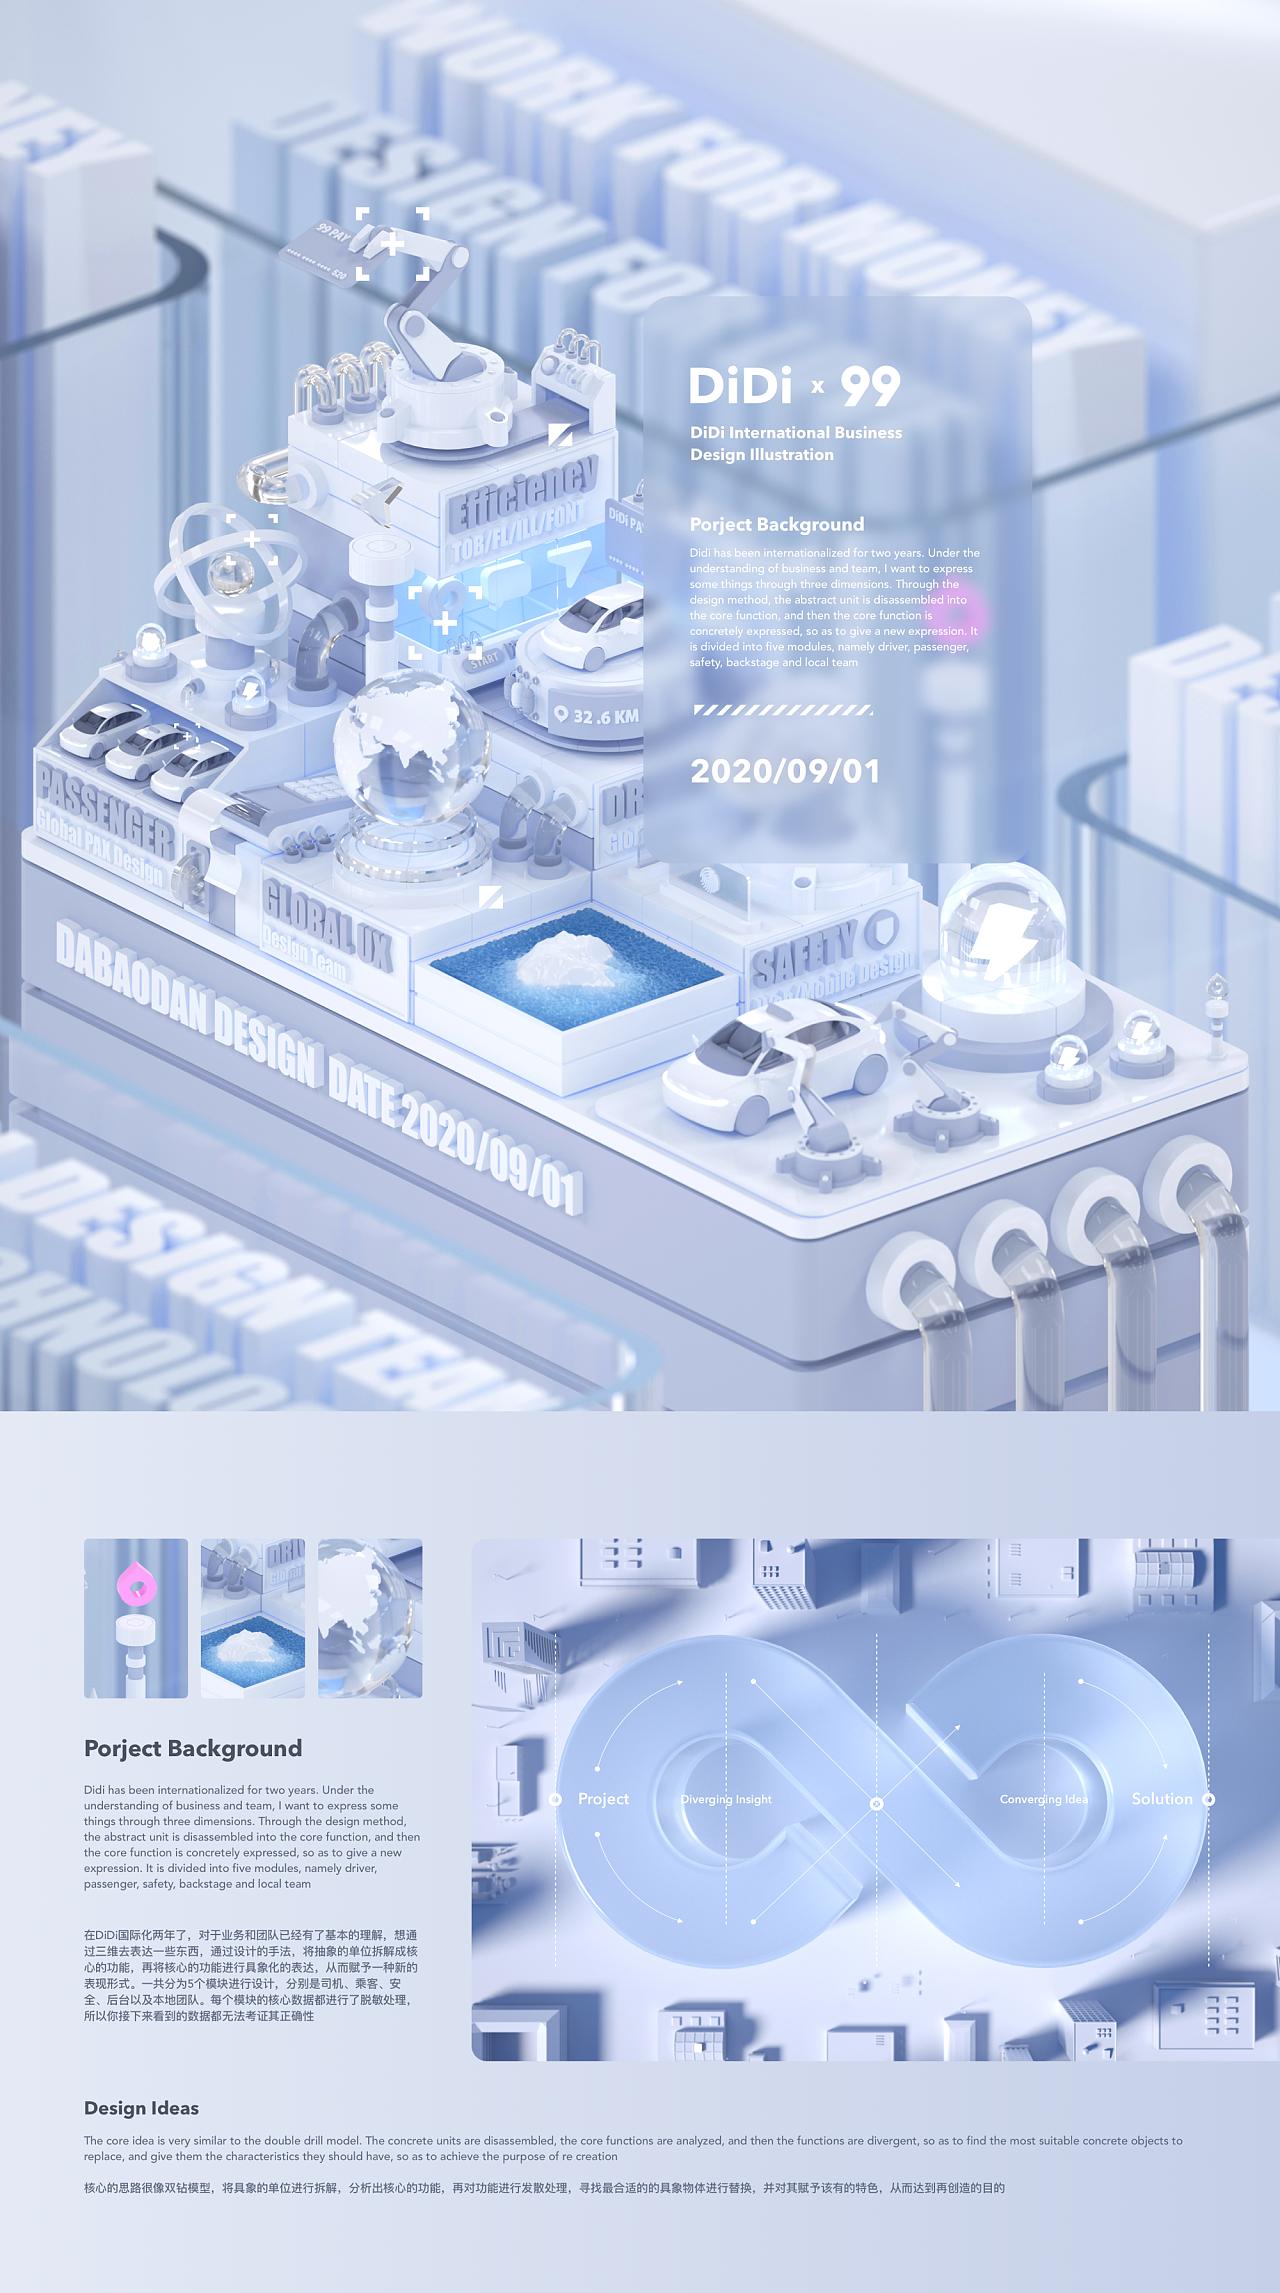 NEY
WORK FOR MONEY
DESIGN FO
99 PAY
$20
DiDi x 99
DiDi International Business
Design Illustration
Efficiency
TOB/FL/ILL/FONT
DiDi PA
START
32.6 KM
Porject Background
Didi has been internationalized for two years. Under the
understanding of business and team, I want to express
some things through three dimensions. Through the
design method, the abstract unit is disassembled into
the core function, and then the core function is
concretely expressed, so as to give a new expression. It
is divided into five modules, namely driver, passenger,
safety, backstage and local team
2020/09/01
PASSENGER
Global PAX Design
DR
GLOBAL UX
Design Team
SAFETY
DABAODAN DESIGN DATE 2020/09/01
DESIGN TEAM
HNOLO
DRI
Porject Background
Didi has been internationalized for two years. Under the
understanding of business and team, I want to express some
things through three dimensions. Through the design method,
the abstract unit is disassembled into the core function, and then
the core function is concretely expressed, so as to give a new
expression. It is divided into five modules, namely driver,
passenger, safety, backstage and local team
在DiDi国际化两年了，对于业务和团队已经有了基本的理解，想通
过三维去表达一些东西，通过设计的手法，将抽象的单位拆解成核
心的功能，再将核心的功能进行具象化的表达，从而赋予一种新的
表现形式。一共分为5个模块进行设计，分别是司机、乘客、安
全、后台以及本地团队。每个模块的核心数据都进行了脱敏处理，
所以你接下来看到的数据都无法考证其正确性
Project
Diverging Insight
Converging Idea
Solution
Design Ideas
The core idea is very similar to the double drill model. The concrete units are disassembled, the core functions are analyzed, and then the functions are divergent, so as to find the most suitable concrete objects to
replace, and give them the characteristics they should have, so as to achieve the purpose of re creation
核心的思路很像双钻模型，将具象的单位进行拆解，分析出核心的功能，再对功能进行发散处理，寻找最合适的的具象物体进行替换，并对其赋予该有的特色，从而达到再创造的目的